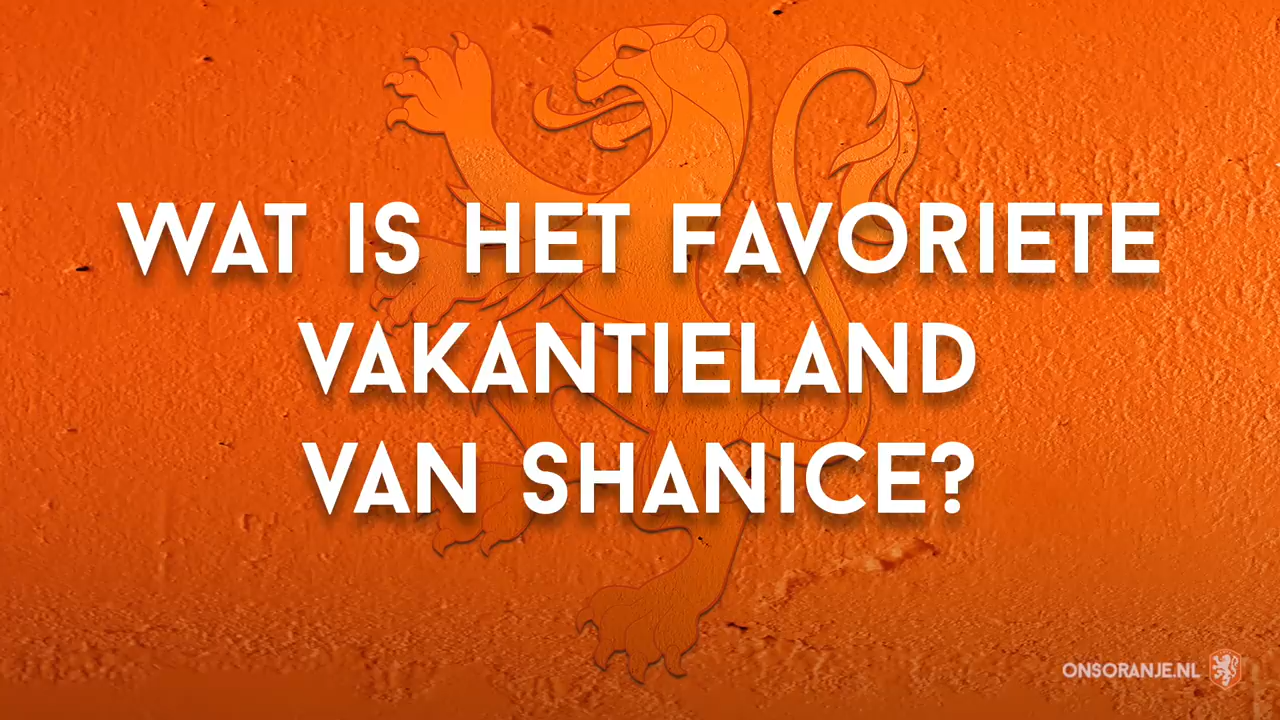 WAT IS HET FAVORIETE
VAKANTIELAND
VAN SHANICE?
ONSORANJE.NL